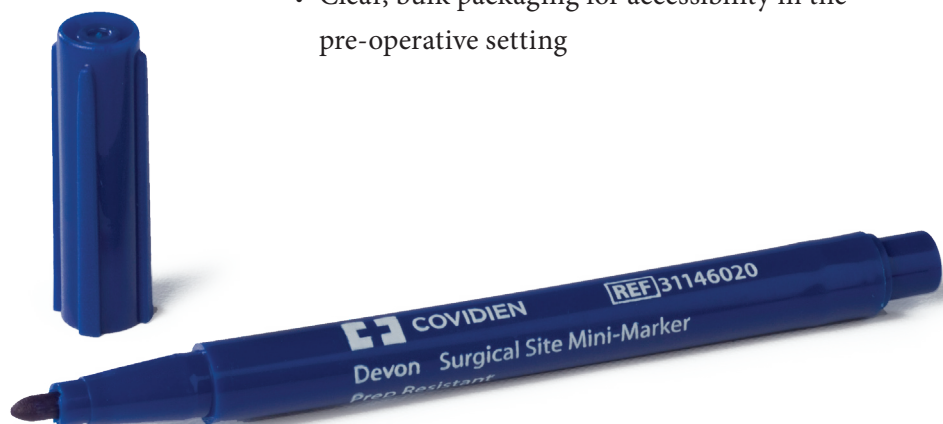 • Clear, bulk packaging for accessibility in the
pre-operative setting
COVIDIEN
REF 31146020
Devon Surgical Site Mini-Marker
Prep Resistant